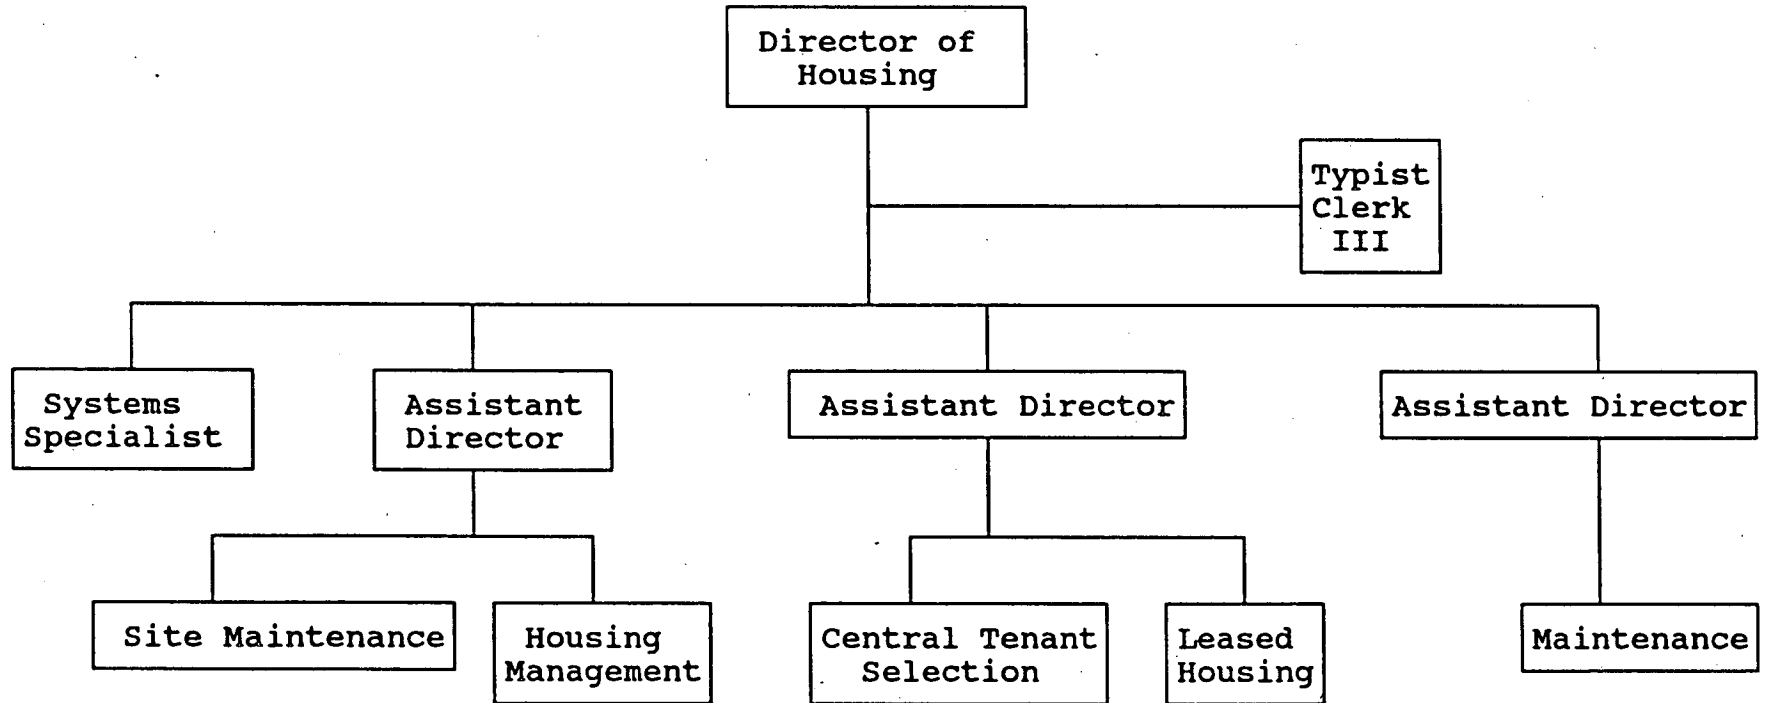 Director of
Housing
Typist
Clerk
III
Systems
Specialist
Assistant
Director
Assistant Director
Assistant Director
Site Maintenance
Housing
Management
Central Tenant
Selection
Leased
Housing
Maintenance